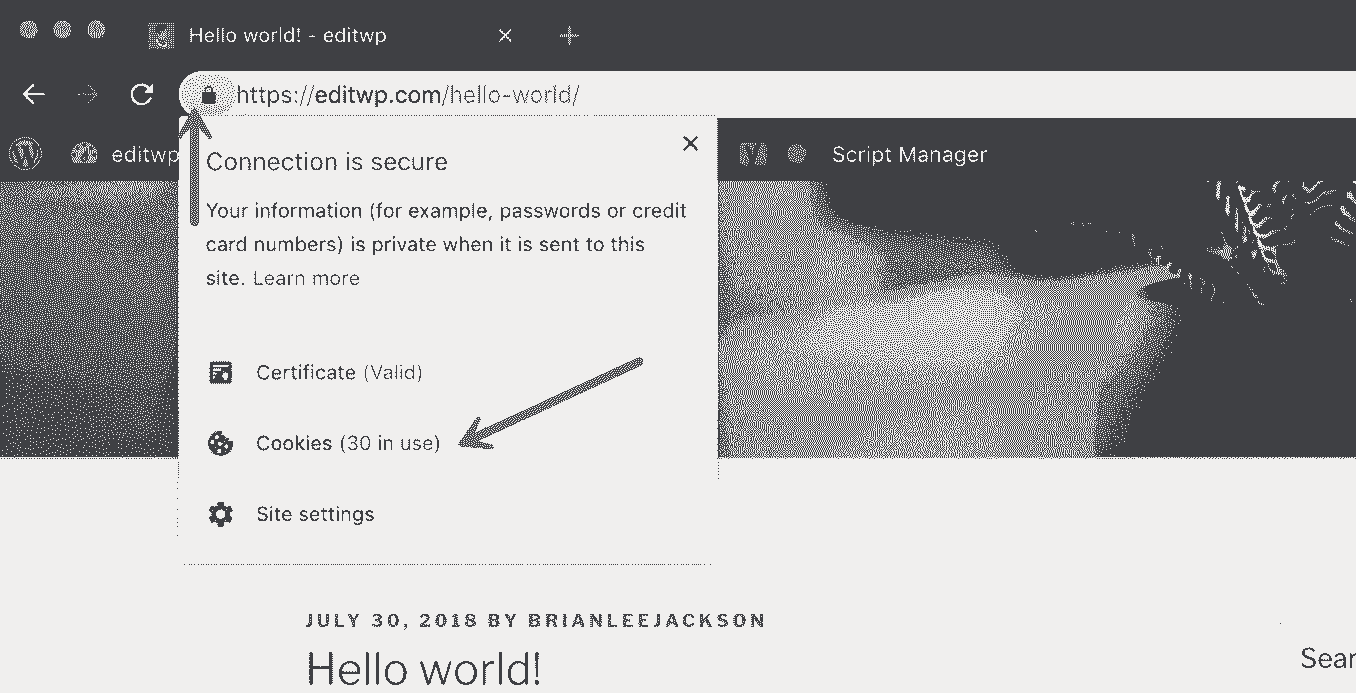 Hello world! - editwp
https://editwp.com/hello-world/
editwp
Script Manager
Connection is secure
Your information (for example, passwords or credit
card numbers) is private when it is sent to this
site. Learn more
Certificate (Valid)
Cookies (30 in use)
Site settings
JULY 30, 2018 BY BRIANLEEJACKSON
Hello world!
Sear